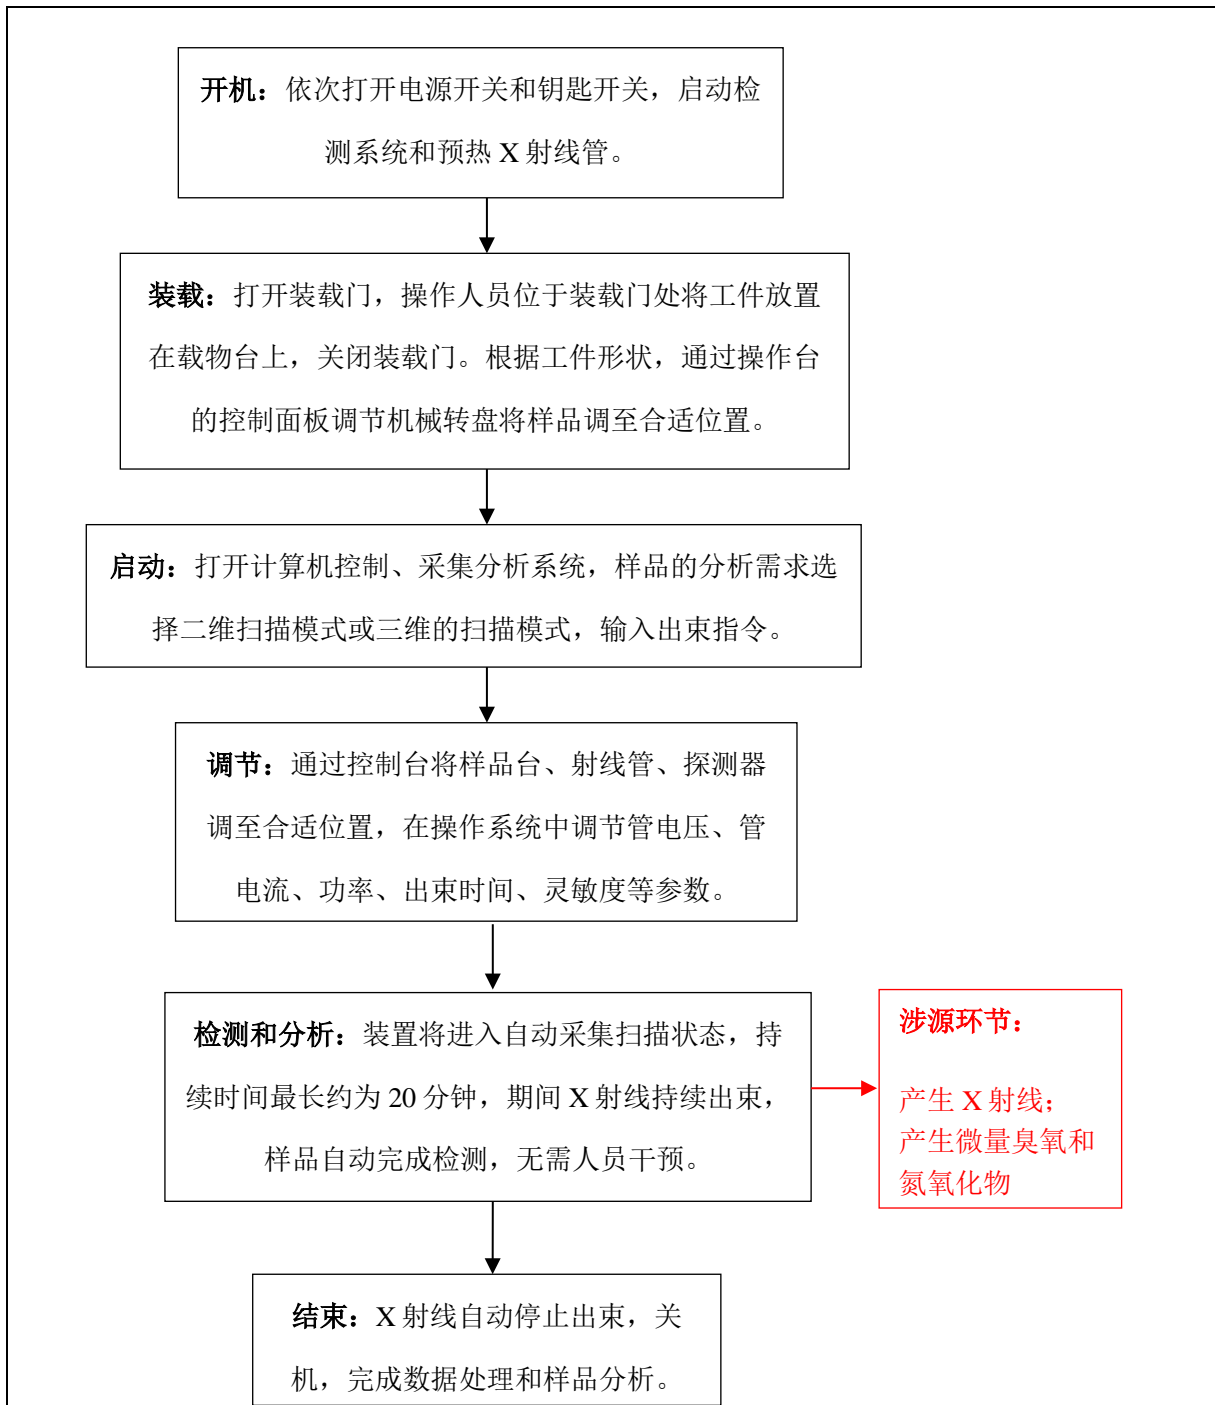 开机：依次打开电源开关和钥匙开关，启动检
测系统和预热 X 射线管。
装载：打开装载门，操作人员位于装载门处将工件放置
在载物台上，关闭装载门。根据工件形状，通过操作台
的控制面板调节机械转盘将样品调至合适位置。
启动：打开计算机控制、采集分析系统，样品的分析需求选
择二维扫描模式或三维的扫描模式，输入出束指令。
调节：通过控制台将样品台、射线管、探测器
调至合适位置，在操作系统中调节管电压、管
电流、功率、出束时间、灵敏度等参数。
检测和分析：装置将进入自动采集扫描状态，持
续时间最长约为 20 分钟，期间 X 射线持续出束，
样品自动完成检测，无需人员干预。
涉源环节：
产生 X 射线；
产生微量臭氧和
氮氧化物
结束：X 射线自动停止出束，关
机，完成数据处理和样品分析。